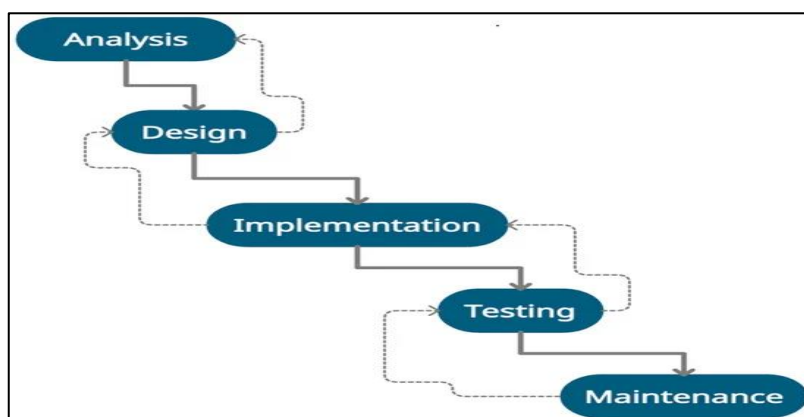 Analysis
Design
Implementation
Testing
Maintenance